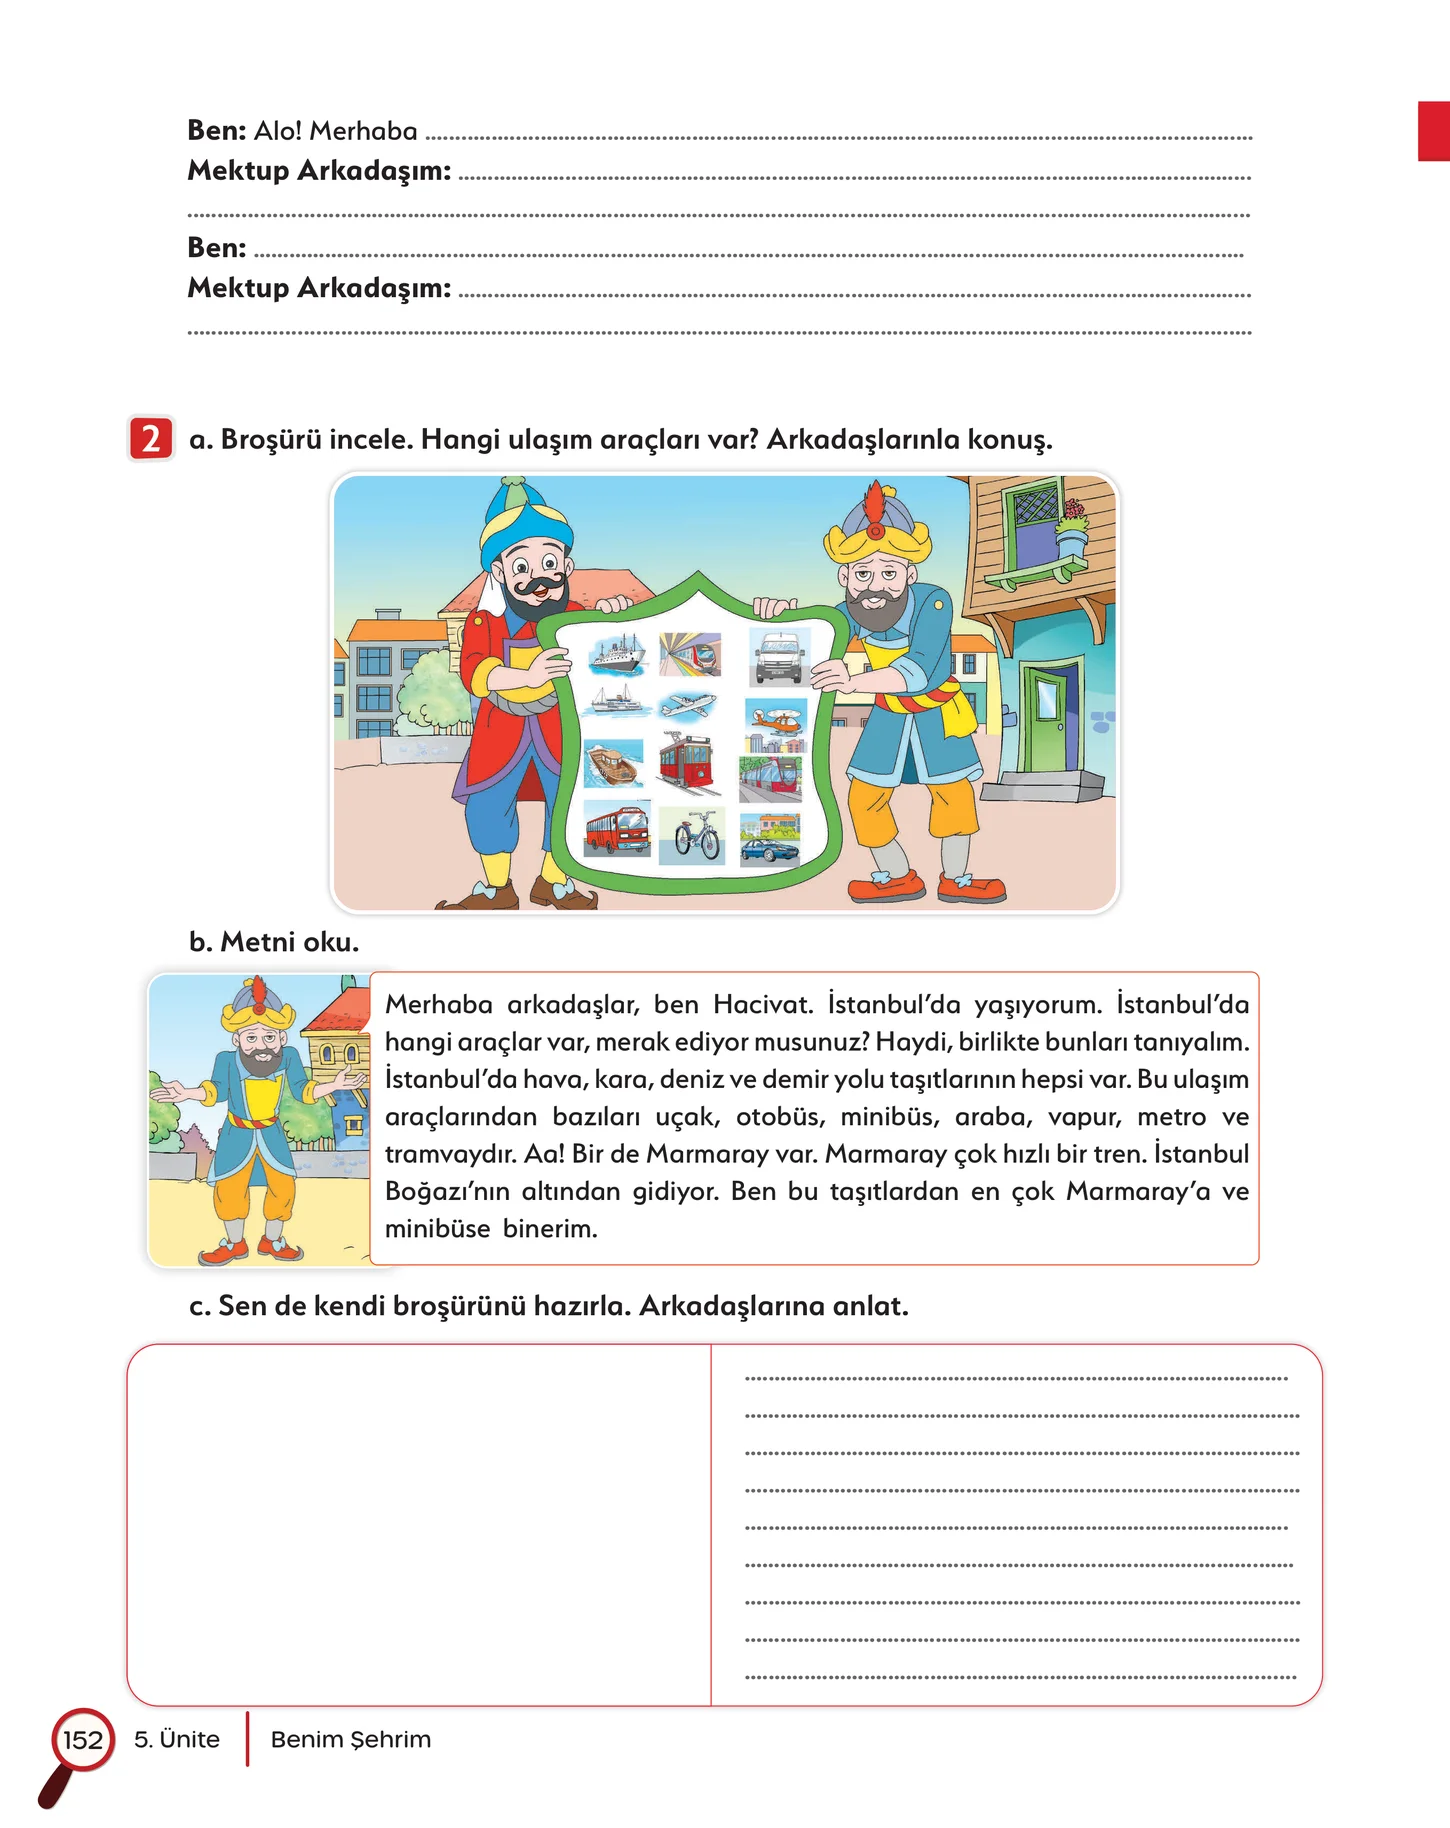 Ben: Alo! Merhaba ........................................................................
Mektup Arkadaşım: ........................................................................
........................................................................
Ben: ........................................................................
Mektup Arkadaşım: ........................................................................
........................................................................
2 a. Broşürü incele. Hangi ulaşım araçları var? Arkadaşlarınla konuş.
b. Metni oku.
Merhaba arkadaşlar, ben Hacivat. İstanbul’da yaşıyorum. İstanbul’da
hangi araçlar var, merak ediyor musunuz? Haydi, birlikte bunları tanıyalım.
İstanbul’da hava, kara, deniz ve demir yolu taşıtlarının hepsi var. Bu ulaşım
araçlarından bazıları uçak, otobüs, minibüs, araba, vapur, metro ve
tramvaydır. Aa! Bir de Marmaray var. Marmaray çok hızlı bir tren. İstanbul
Boğazı’nın altından gidiyor. Ben bu taşıtlardan en çok Marmaray’a ve
minibüse binerim.
c. Sen de kendi broşürünü hazırla. Arkadaşlarına anlat.
........................................................................
........................................................................
........................................................................
........................................................................
........................................................................
........................................................................
........................................................................
........................................................................
........................................................................
152 5. Ünite Benim Şehrim